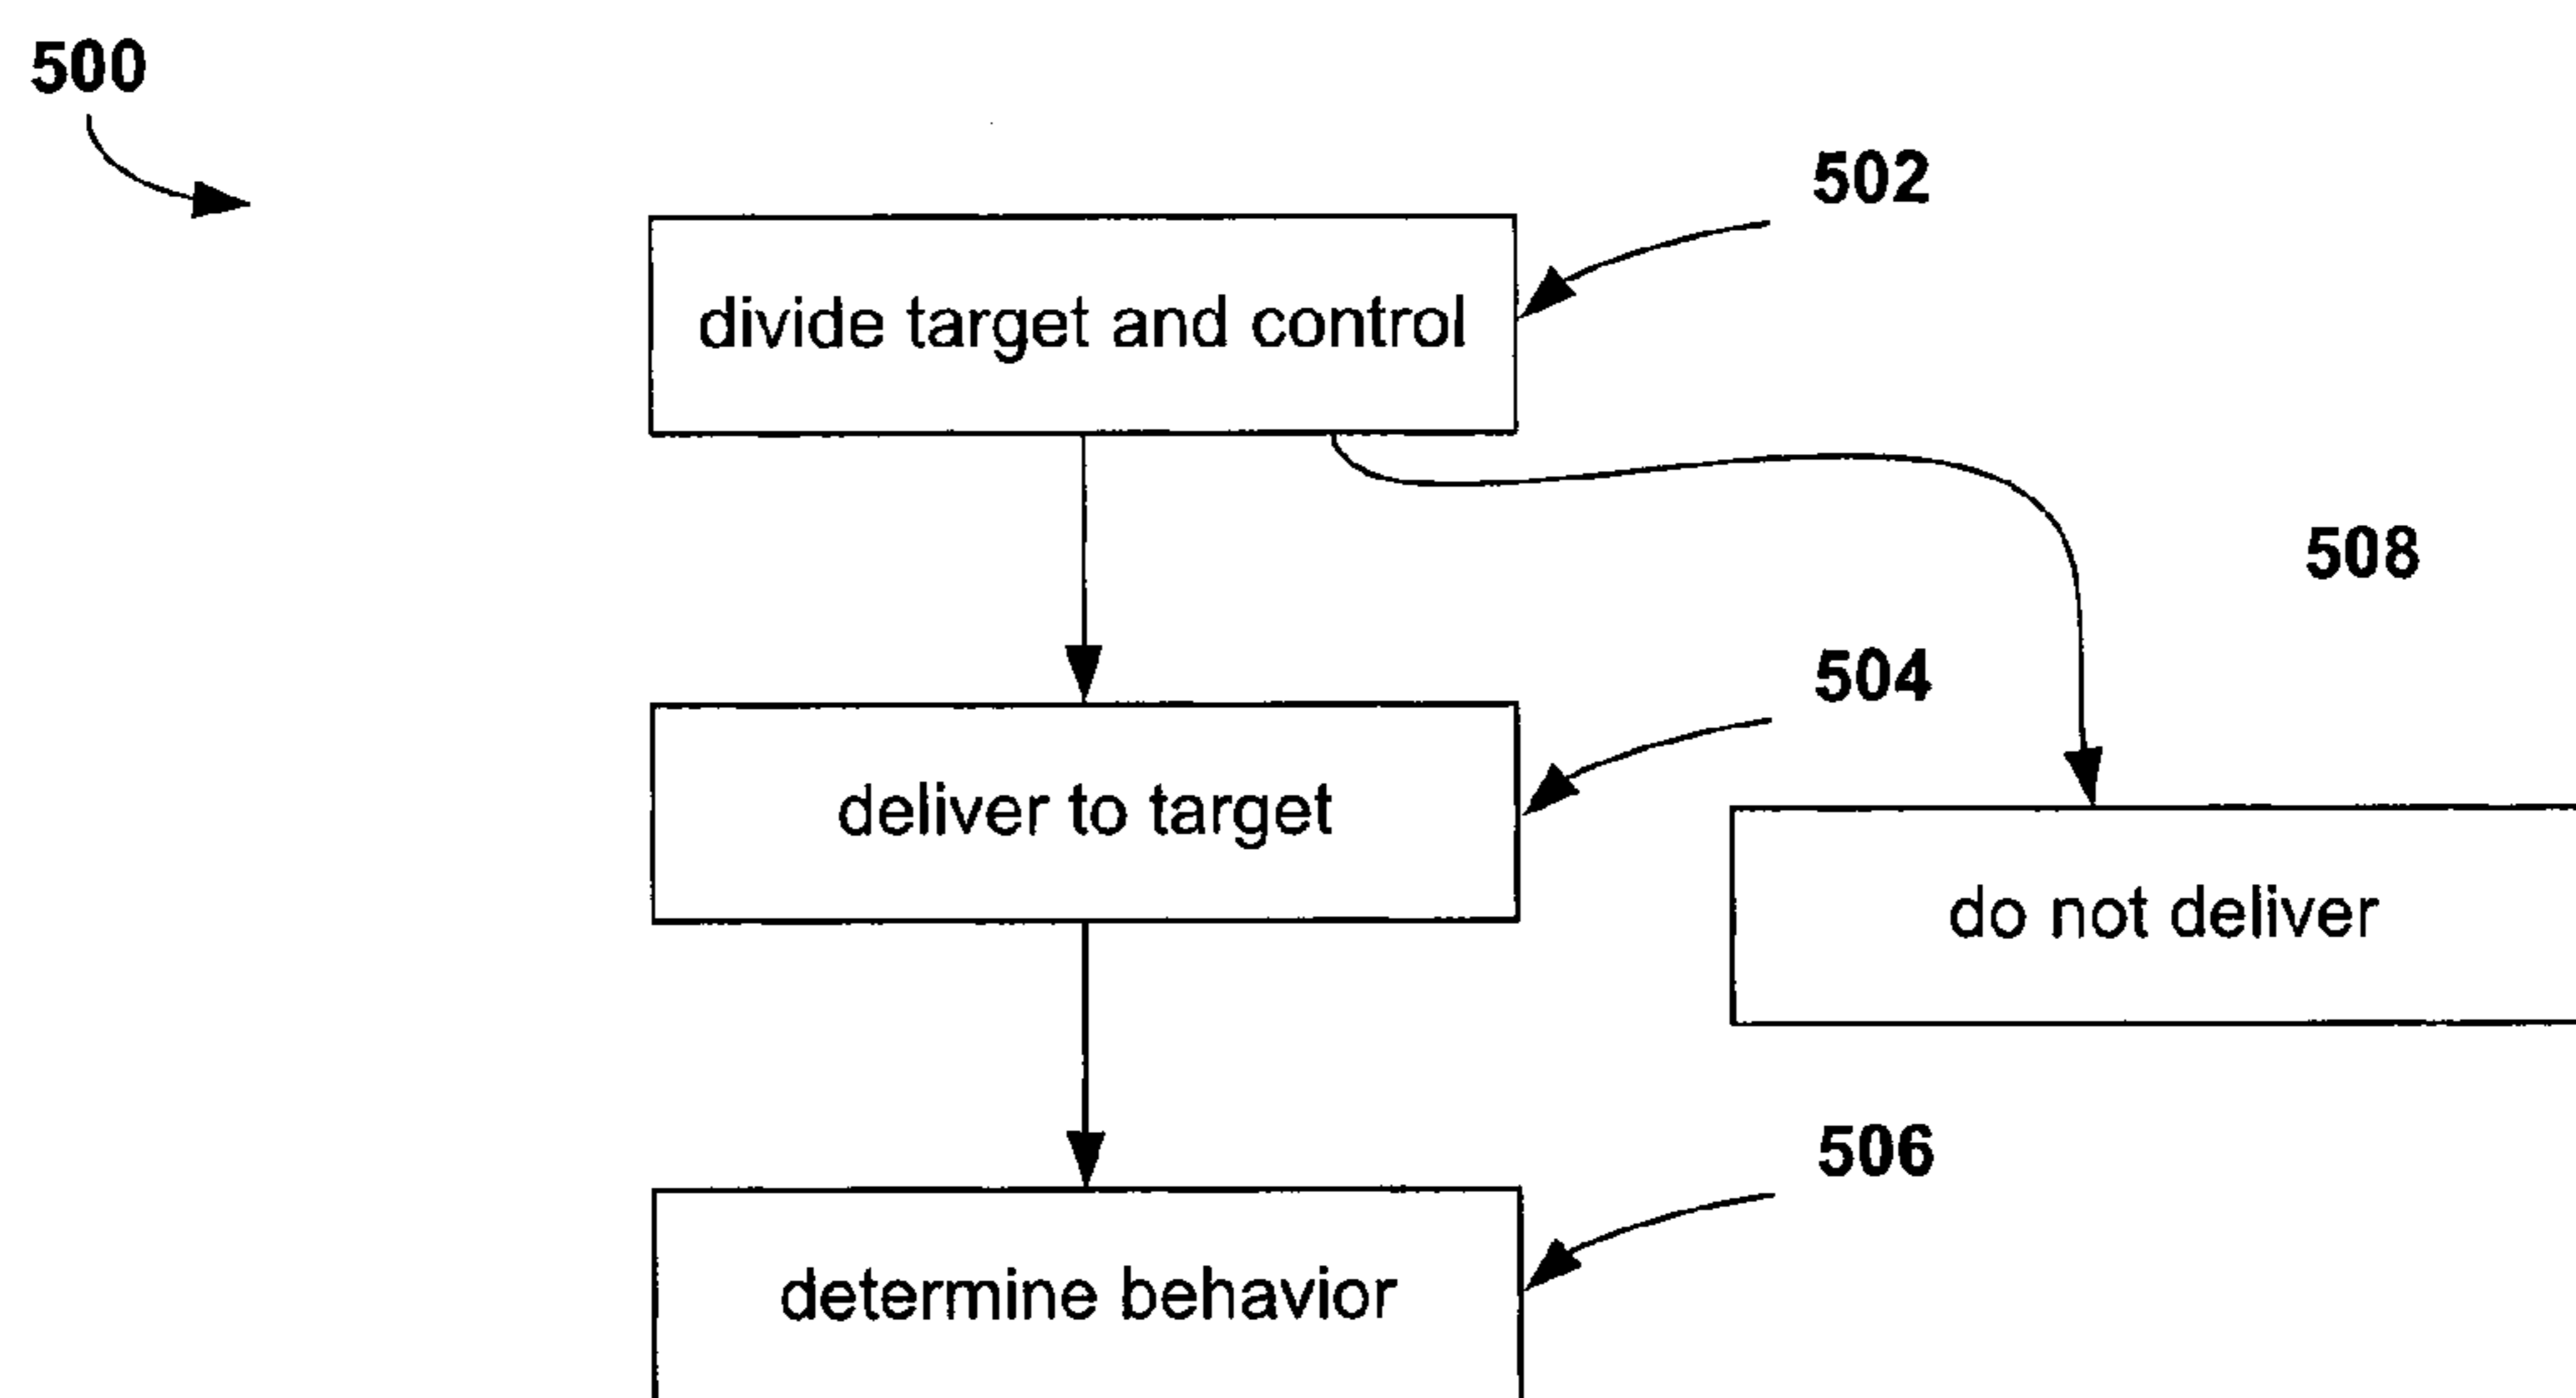 500
502
divide target and control
508
504
deliver to target
do not deliver
506
determine behavior